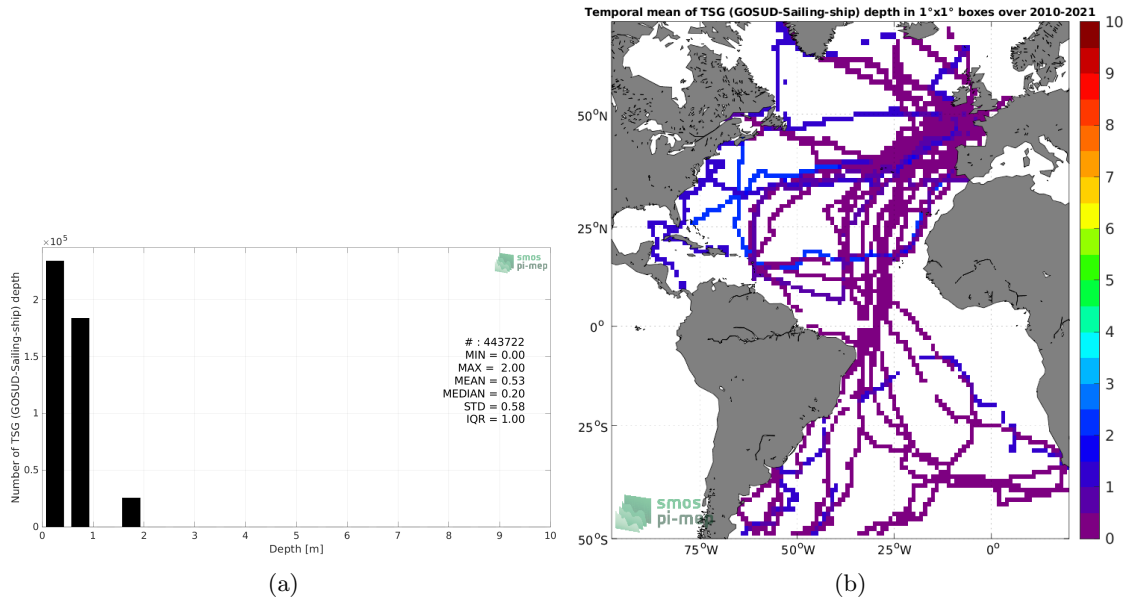 Temporal mean of TSG (GOSUD-Sailing-ship) depth in 1°x1° boxes over 2010-2021
×10⁵
Number of TSG (GOSUD-Sailing-ship) depth
2
1.5
1
0.5
0
0 1 2 3 4 5 6 7 8 9 10
Depth [m]
smos
pi-mep
# : 443722
MIN = 0.00
MAX = 2.00
MEAN = 0.53
MEDIAN = 0.20
STD = 0.58
IQR = 1.00
(a)
50°N
25°N
0°
25°S
50°S
75°W 50°W 25°W 0°
smos
pi-mep
10
9
8
7
6
5
4
3
2
1
0
(b)